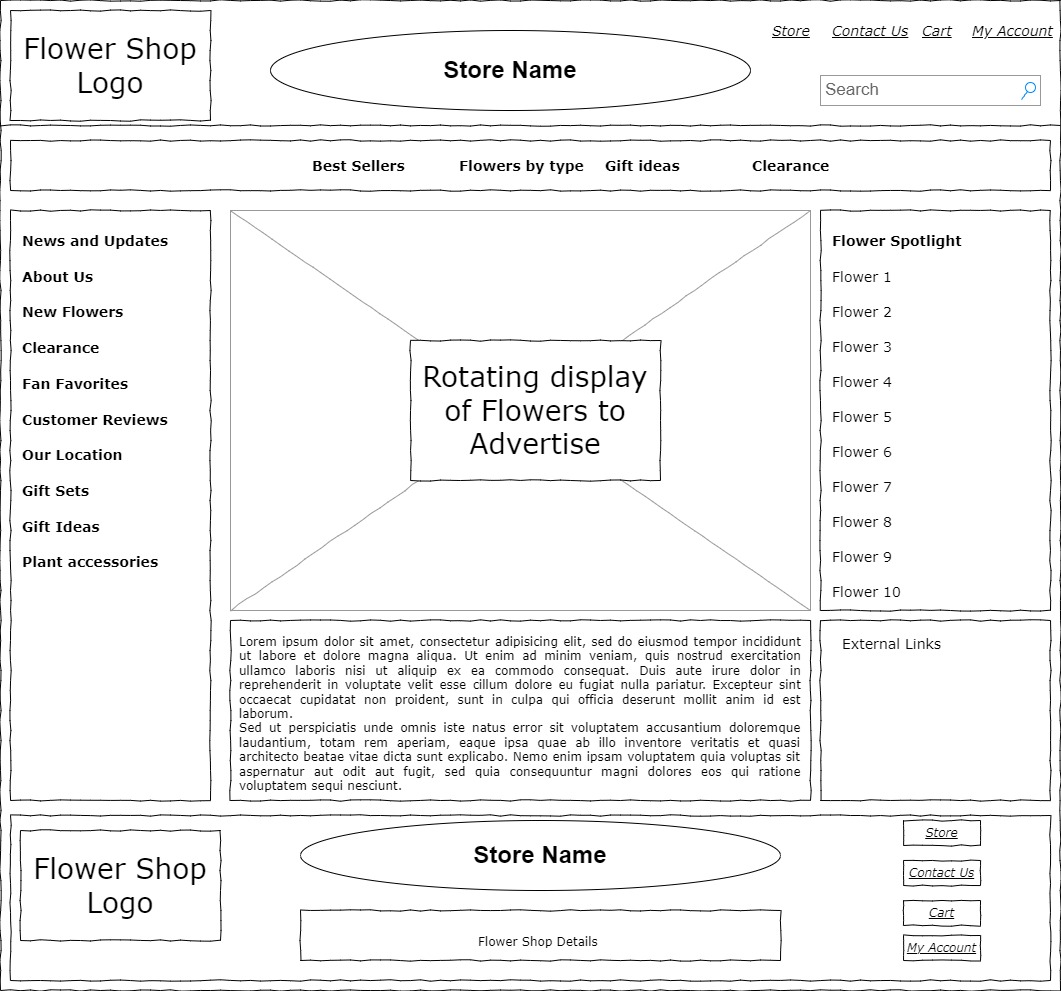 Flower Shop
Logo
Store Name
Store Contact Us Cart My Account
Search
Best Sellers Flowers by type Gift ideas Clearance
News and Updates
About Us
New Flowers
Clearance
Fan Favorites
Customer Reviews
Our Location
Gift Sets
Gift Ideas
Plant accessories
Rotating display
of Flowers to
Advertise
Flower Spotlight
Flower 1
Flower 2
Flower 3
Flower 4
Flower 5
Flower 6
Flower 7
Flower 8
Flower 9
Flower 10
Lorem ipsum dolor sit amet, consectetur adipisicing elit, sed do eiusmod tempor incididunt
ut labore et dolore magna aliqua. Ut enim ad minim veniam, quis nostrud exercitation
ullamco laboris nisi ut aliquip ex ea commodo consequat. Duis aute irure dolor in
reprehenderit in voluptate velit esse cillum dolore eu fugiat nulla pariatur. Excepteur sint
occaecat cupidatat non proident, sunt in culpa qui officia deserunt mollit anim id est
laborum.
Sed ut perspiciatis unde omnis iste natus error sit voluptatem accusantium doloremque
laudantium, totam rem aperiam, eaque ipsa quae ab illo inventore veritatis et quasi
architecto beatae vitae dicta sunt explicabo. Nemo enim ipsam voluptatem quia voluptas sit
aspernatur aut odit aut fugit, sed quia consequuntur magni dolores eos qui ratione
voluptatem sequi nesciunt.
External Links
Flower Shop
Logo
Store Name
Flower Shop Details
Store
Contact Us
Cart
My Account